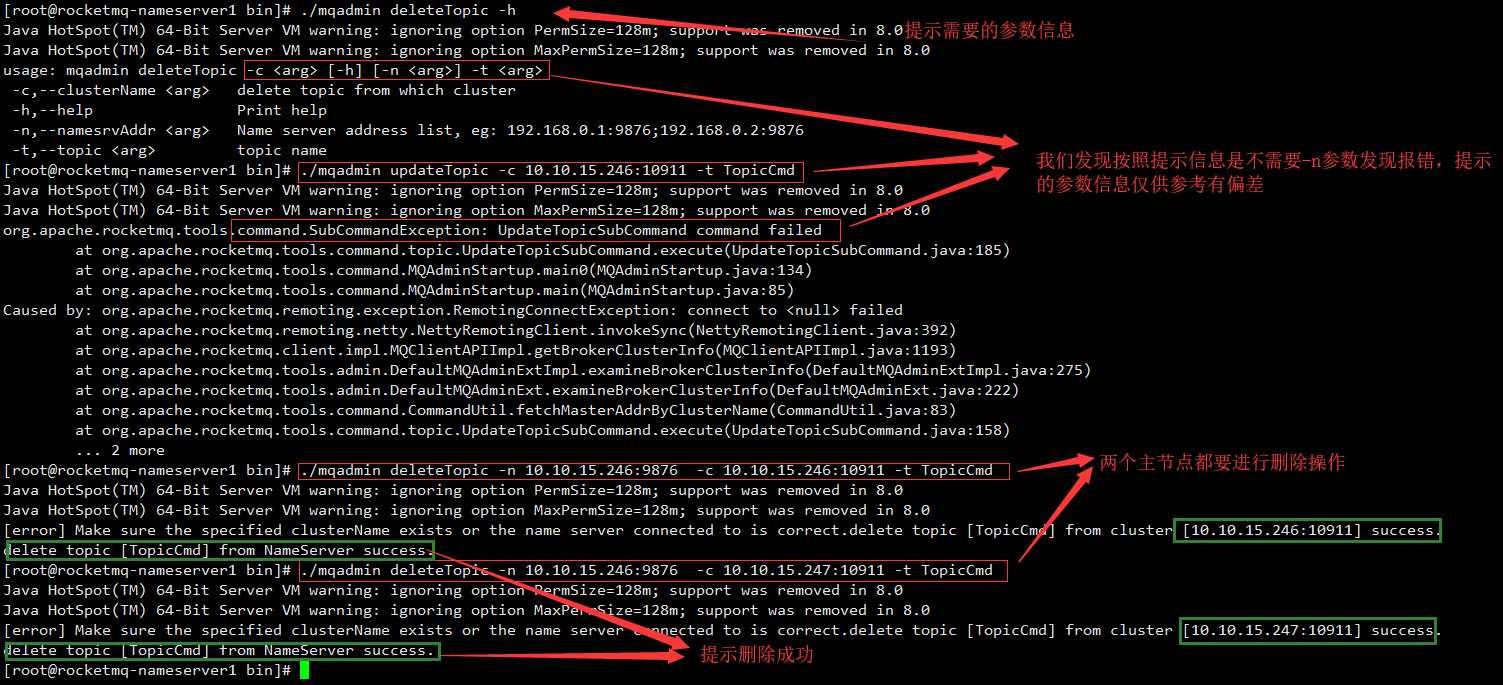 [root@rocketmq-nameserver1 bin]# ./mqadmin deleteTopic -h
Java HotSpot(TM) 64-Bit Server VM warning: ignoring option PermSize=128m; support was removed in 8.0
提示需要的参数信息
Java HotSpot(TM) 64-Bit Server VM warning: ignoring option MaxPermSize=128m; support was removed in 8.0
usage: mqadmin deleteTopic -c <arg> [-h] [-n <arg>] -t <arg>
 -c,--clusterName <arg>   delete topic from which cluster
 -h,--help                Print help
 -n,--namesrvAddr <arg>   Name server address list, eg: 192.168.0.1:9876;192.168.0.2:9876
 -t,--topic <arg>         topic name
[root@rocketmq-nameserver1 bin]# ./mqadmin updateTopic -c 10.10.15.246:10911 -t TopicCmd
我们发现按照提示信息是不需要-n参数发现报错，提示
的参数信息仅供参考有偏差
Java HotSpot(TM) 64-Bit Server VM warning: ignoring option PermSize=128m; support was removed in 8.0
Java HotSpot(TM) 64-Bit Server VM warning: ignoring option MaxPermSize=128m; support was removed in 8.0
org.apache.rocketmq.tools.command.SubCommandException: UpdateTopicSubCommand command failed
        at org.apache.rocketmq.tools.command.topic.UpdateTopicSubCommand.execute(UpdateTopicSubCommand.java:185)
        at org.apache.rocketmq.tools.command.MQAdminStartup.main0(MQAdminStartup.java:134)
        at org.apache.rocketmq.tools.command.MQAdminStartup.main(MQAdminStartup.java:85)
Caused by: org.apache.rocketmq.remoting.exception.RemotingConnectException: connect to <null> failed
        at org.apache.rocketmq.remoting.netty.NettyRemotingClient.invokeSync(NettyRemotingClient.java:392)
        at org.apache.rocketmq.client.impl.MQClientAPIImpl.getBrokerClusterInfo(MQClientAPIImpl.java:1193)
        at org.apache.rocketmq.tools.admin.DefaultMQAdminExtImpl.examineBrokerClusterInfo(DefaultMQAdminExtImpl.java:275)
        at org.apache.rocketmq.tools.admin.DefaultMQAdminExt.examineBrokerClusterInfo(DefaultMQAdminExt.java:222)
        at org.apache.rocketmq.tools.command.CommandUtil.fetchMasterAddrByClusterName(CommandUtil.java:83)
        at org.apache.rocketmq.tools.command.topic.UpdateTopicSubCommand.execute(UpdateTopicSubCommand.java:158)
        ... 2 more
[root@rocketmq-nameserver1 bin]# ./mqadmin deleteTopic -n 10.10.15.246:9876  -c 10.10.15.246:10911 -t TopicCmd
两个主节点都要进行删除操作
Java HotSpot(TM) 64-Bit Server VM warning: ignoring option PermSize=128m; support was removed in 8.0
Java HotSpot(TM) 64-Bit Server VM warning: ignoring option MaxPermSize=128m; support was removed in 8.0
[error] Make sure the specified clusterName exists or the name server connected to is correct.delete topic [TopicCmd] from cluster [10.10.15.246:10911] success.
delete topic [TopicCmd] from NameServer success.
[root@rocketmq-nameserver1 bin]# ./mqadmin deleteTopic -n 10.10.15.246:9876  -c 10.10.15.247:10911 -t TopicCmd
Java HotSpot(TM) 64-Bit Server VM warning: ignoring option PermSize=128m; support was removed in 8.0
Java HotSpot(TM) 64-Bit Server VM warning: ignoring option MaxPermSize=128m; support was removed in 8.0
[error] Make sure the specified clusterName exists or the name server connected to is correct.delete topic [TopicCmd] from cluster [10.10.15.247:10911] success.
delete topic [TopicCmd] from NameServer success.
提示删除成功
[root@rocketmq-nameserver1 bin]#